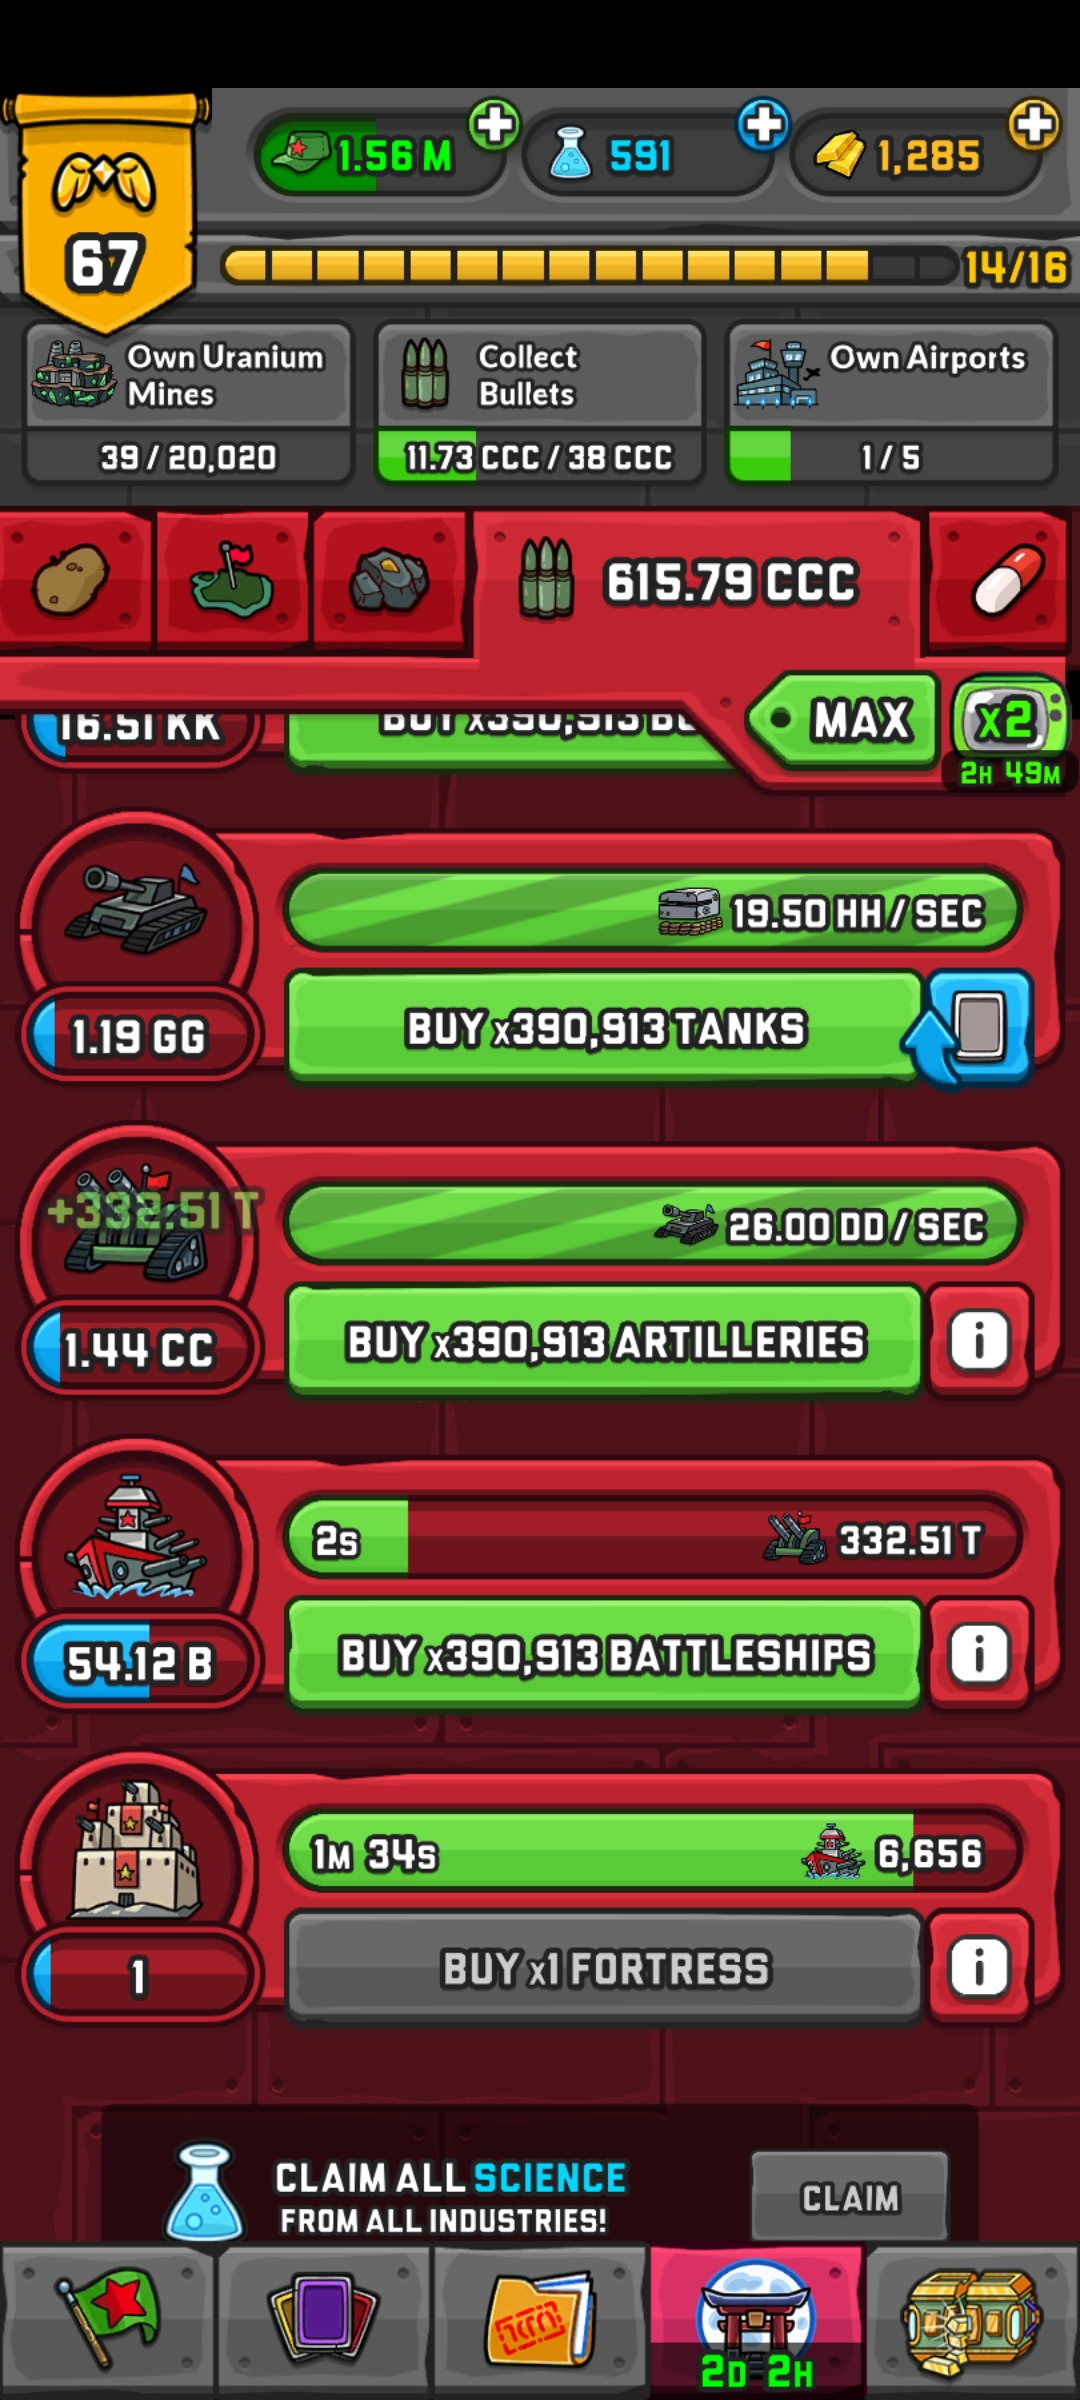 1.56 M
591
1,285
67
14/16
Own Uranium
Mines
Collect
Bullets
Own Airports
39 / 20,020
11.73 CCC / 38 CCC
1 / 5
615.79 CCC
MAX
x2
2H 49M
16.51 KK
BUY x390,913
19.50 HH / SEC
1.19 GG
BUY x390,913 TANKS
+332.51 T
26.00 DD / SEC
1.44 CC
BUY x390,913 ARTILLERIES
i
2s
332.51 T
54.12 B
BUY x390,913 BATTLESHIPS
i
1M 34s
6,656
1
BUY x1 FORTRESS
i
CLAIM ALL SCIENCE
FROM ALL INDUSTRIES!
CLAIM
2D 2H